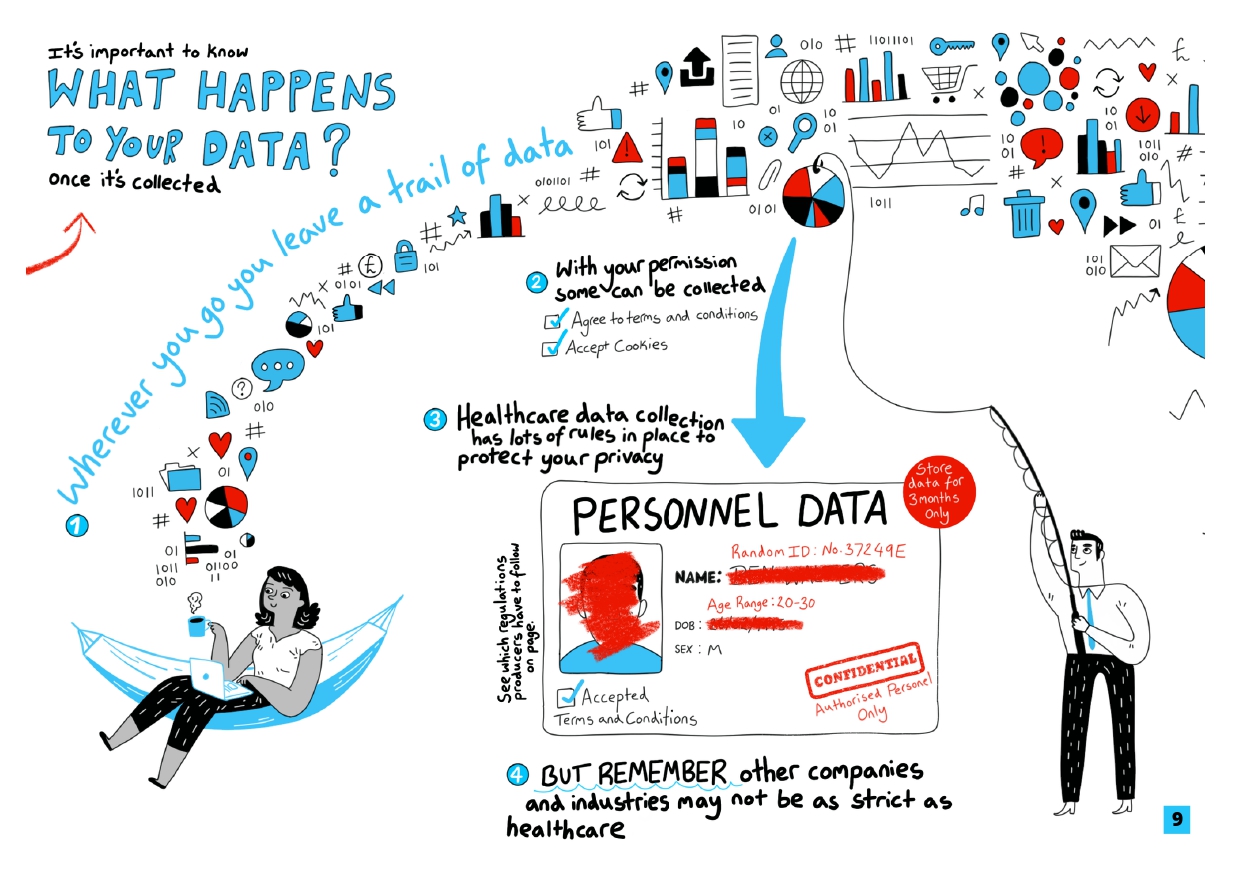 It's important to know
WHAT HAPPENS
TO YOUR DATA?
once it's collected
1
Wherever you go you leave a trail of data
#
1011
01
1011
010
01
01100
11
01
×
#
010
?
101
×
0101
#
£
101
#
×
0101101
#
101
#
#
10
0101
01
×
10
01
010
#
11011101
×
1011
10
01
#
×
10
01
£
×
1011
010
#
£
01
101
010
2
With your permission
some can be collected
Agree to terms and conditions
Accept Cookies
3
Healthcare data collection
has lots of rules in place to
protect your privacy
Store
data for
3 months
Only
PERSONNEL DATA
Random ID: No. 37249E
NAME:
Age Range: 20-30
DOB:
SEX: M
CONFIDENTIAL
Authorised Personel
Only
Accepted
Terms and Conditions
See which regulations
producers have to follow
on page.
4
BUT REMEMBER other companies
and industries may not be as strict as
healthcare
9